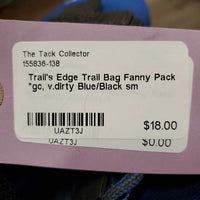 The Tack Collector
155836-138
Trail's Edge Trail Bag Fanny Pack
*gc, v.dirty Blue/Black sm
$18.00
UAZT3J
UAZT3J
$0.00